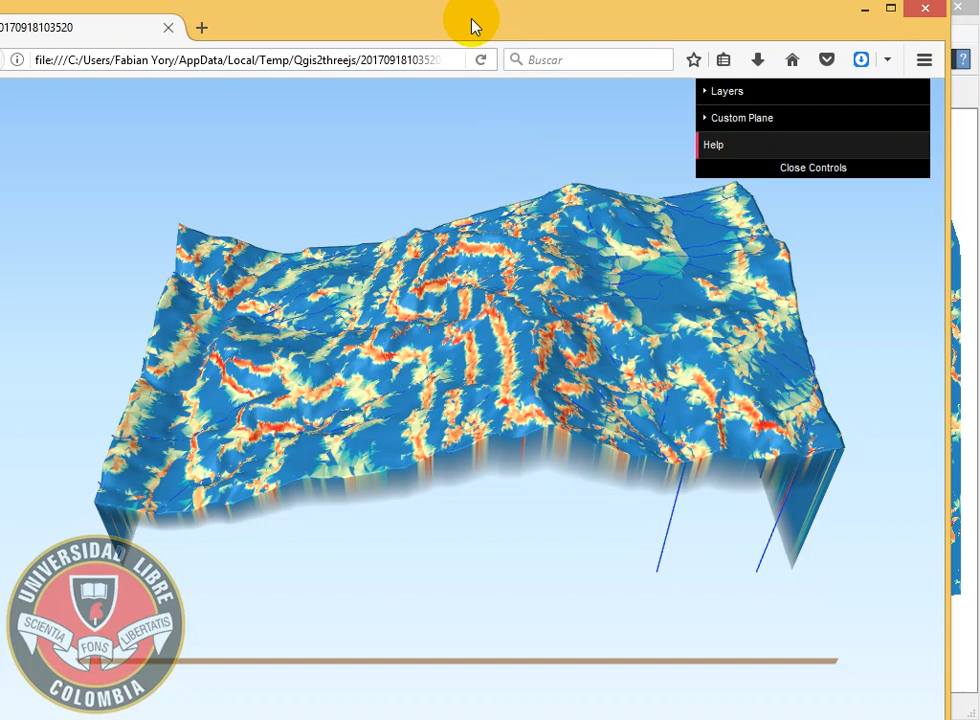 0170918103520
file:///C:/Users/Fabian Yory/AppData/Local/Temp/Qgis2threejs/20170918103520
Buscar
?
Layers
Custom Plane
Help
Close Controls
UNIVERSIDAD LIBRE
SCIENTIA
FONS
LIBERTATIS
COLOMBIA